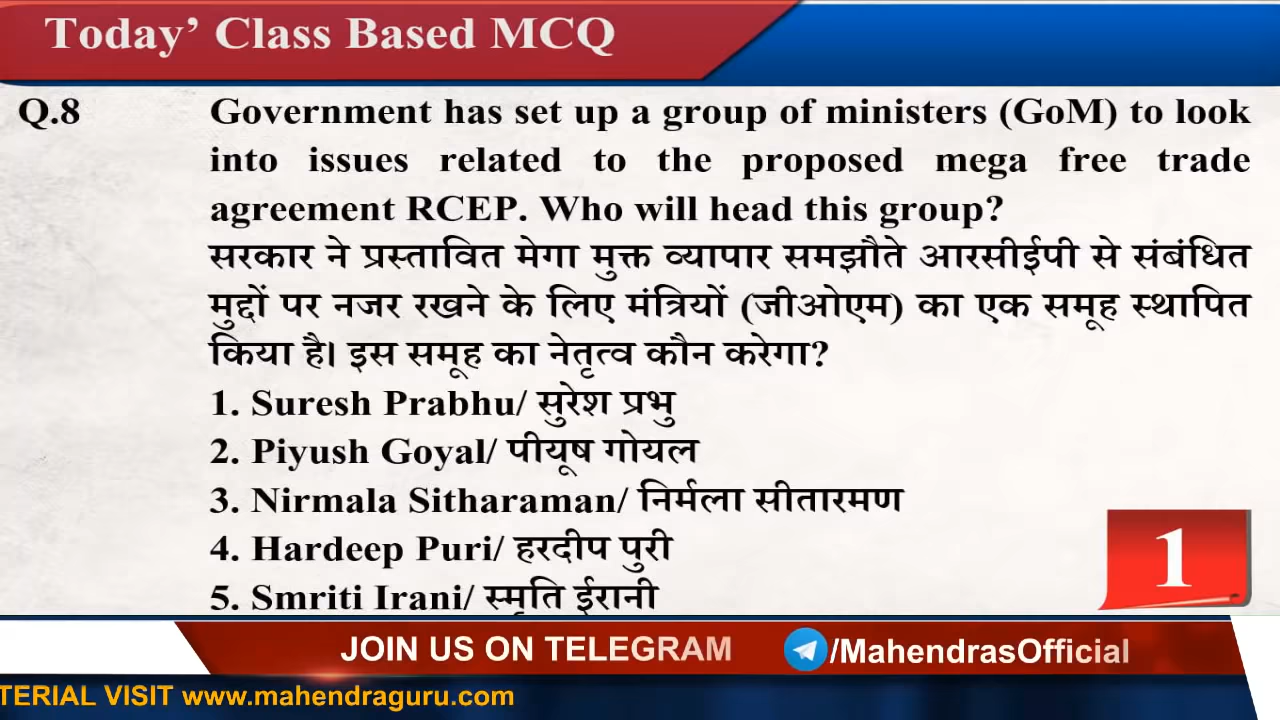 Today’ Class Based MCQ
Q.8 Government has set up a group of ministers (GoM) to look
into issues related to the proposed mega free trade
agreement RCEP. Who will head this group?
सरकार ने प्रस्तावित मेगा मुक्त व्यापार समझौते आरसीईपी से संबंधित
मुद्दों पर नजर रखने के लिए मंत्रियों (जीओएम) का एक समूह स्थापित
किया है। इस समूह का नेतृत्व कौन करेगा?
1. Suresh Prabhu/ सुरेश प्रभु
2. Piyush Goyal/ पीयूष गोयल
3. Nirmala Sitharaman/ निर्मला सीतारमण
4. Hardeep Puri/ हरदीप पुरी
5. Smriti Irani/ स्मृति ईरानी
1
JOIN US ON TELEGRAM /MahendrasOfficial
TERIAL VISIT www.mahendraguru.com